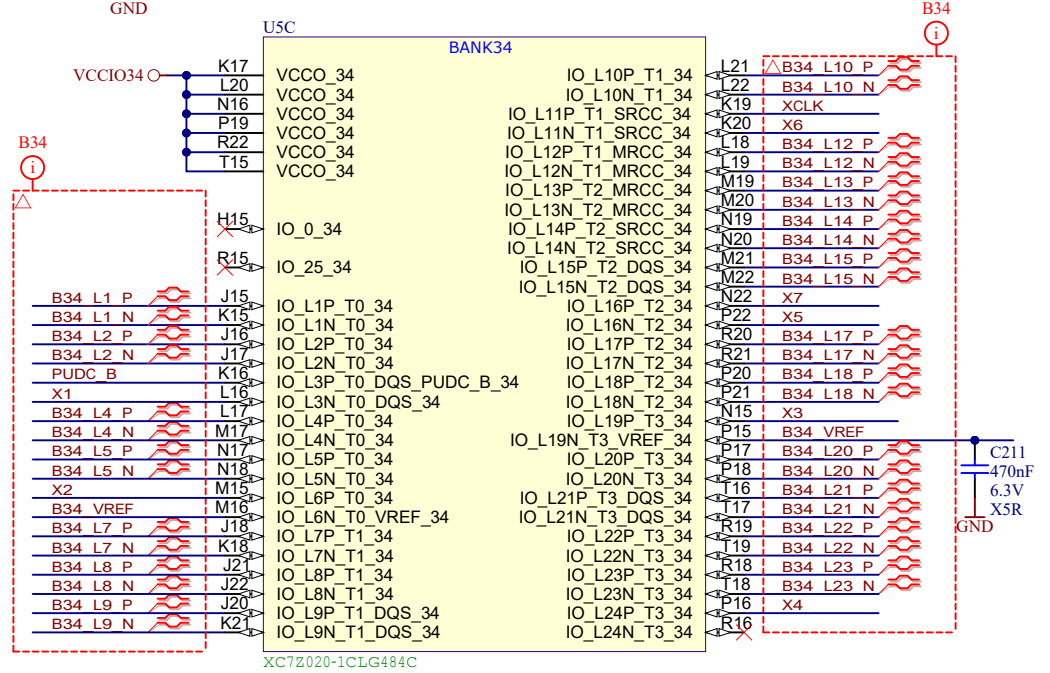 GND
B34
i
U5C
BANK34
VCCIO34
K17 VCCO_34
L20 VCCO_34
N16 VCCO_34
P19 VCCO_34
R22 VCCO_34
T15 VCCO_34
B34
i
H15 IO_0_34
R15 IO_25_34
B34_L1_P J15 IO_L1P_T0_34
B34_L1_N K15 IO_L1N_T0_34
B34_L2_P J16 IO_L2P_T0_34
B34_L2_N J17 IO_L2N_T0_34
PUDC_B K16 IO_L3P_T0_DQS_PUDC_B_34
X1 L16 IO_L3N_T0_DQS_34
B34_L4_P L17 IO_L4P_T0_34
B34_L4_N M17 IO_L4N_T0_34
B34_L5_P N17 IO_L5P_T0_34
B34_L5_N N18 IO_L5N_T0_34
X2 M15 IO_L6P_T0_34
B34_VREF M16 IO_L6N_T0_VREF_34
B34_L7_P J18 IO_L7P_T1_34
B34_L7_N K18 IO_L7N_T1_34
B34_L8_P J21 IO_L8P_T1_34
B34_L8_N J22 IO_L8N_T1_34
B34_L9_P J20 IO_L9P_T1_DQS_34
B34_L9_N K21 IO_L9N_T1_DQS_34
IO_L10P_T1_34 L21 B34_L10_P
IO_L10N_T1_34 L22 B34_L10_N
IO_L11P_T1_SRCC_34 K19 XCLK
IO_L11N_T1_SRCC_34 K20 X6
IO_L12P_T1_MRCC_34 L18 B34_L12_P
IO_L12N_T1_MRCC_34 L19 B34_L12_N
IO_L13P_T2_MRCC_34 M19 B34_L13_P
IO_L13N_T2_MRCC_34 M20 B34_L13_N
IO_L14P_T2_SRCC_34 N19 B34_L14_P
IO_L14N_T2_SRCC_34 N20 B34_L14_N
IO_L15P_T2_DQS_34 M21 B34_L15_P
IO_L15N_T2_DQS_34 M22 B34_L15_N
IO_L16P_T2_34 N22 X7
IO_L16N_T2_34 P22 X5
IO_L17P_T2_34 R20 B34_L17_P
IO_L17N_T2_34 R21 B34_L17_N
IO_L18P_T2_34 P20 B34_L18_P
IO_L18N_T2_34 P21 B34_L18_N
IO_L19P_T3_34 N15 X3
IO_L19N_T3_VREF_34 P15 B34_VREF
IO_L20P_T3_34 P17 B34_L20_P
IO_L20N_T3_34 P18 B34_L20_N
IO_L21P_T3_DQS_34 T16 B34_L21_P
IO_L21N_T3_DQS_34 T17 B34_L21_N
IO_L22P_T3_34 R19 B34_L22_P
IO_L22N_T3_34 T19 B34_L22_N
IO_L23P_T3_34 R18 B34_L23_P
IO_L23N_T3_34 T18 B34_L23_N
IO_L24P_T3_34 P16 X4
IO_L24N_T3_34 R16
C211
470nF
6.3V
X5R
GND
XC7Z020-1CLG484C